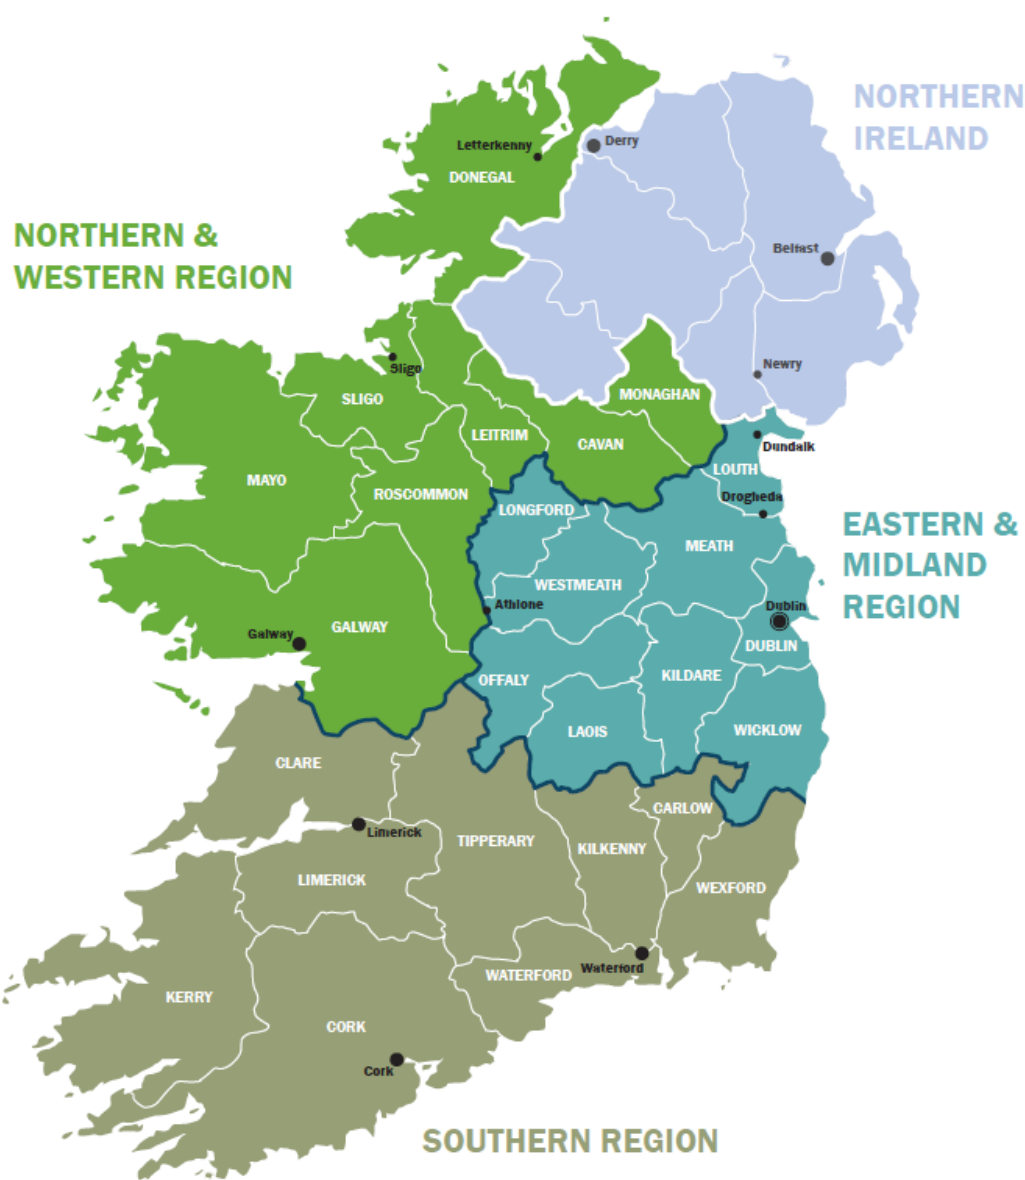 NORTHERN
IRELAND
Derry
Letterkenny
DONEGAL
NORTHERN &
WESTERN REGION
Belfast
Sligo
Newry
SLIGO
MONAGHAN
LEITRIM
CAVAN
Dundalk
LOUTH
MAYO
ROSCOMMON
Drogheda
LONGFORD
EASTERN &
MIDLAND
REGION
MEATH
WESTMEATH
Athlone
Dublin
GALWAY
Galway
DUBLIN
OFFALY
KILDARE
LAOIS
WICKLOW
CLARE
CARLOW
Limerick
TIPPERARY
KILKENNY
LIMERICK
WEXFORD
WATERFORD
Waterford
KERRY
CORK
Cork
SOUTHERN REGION